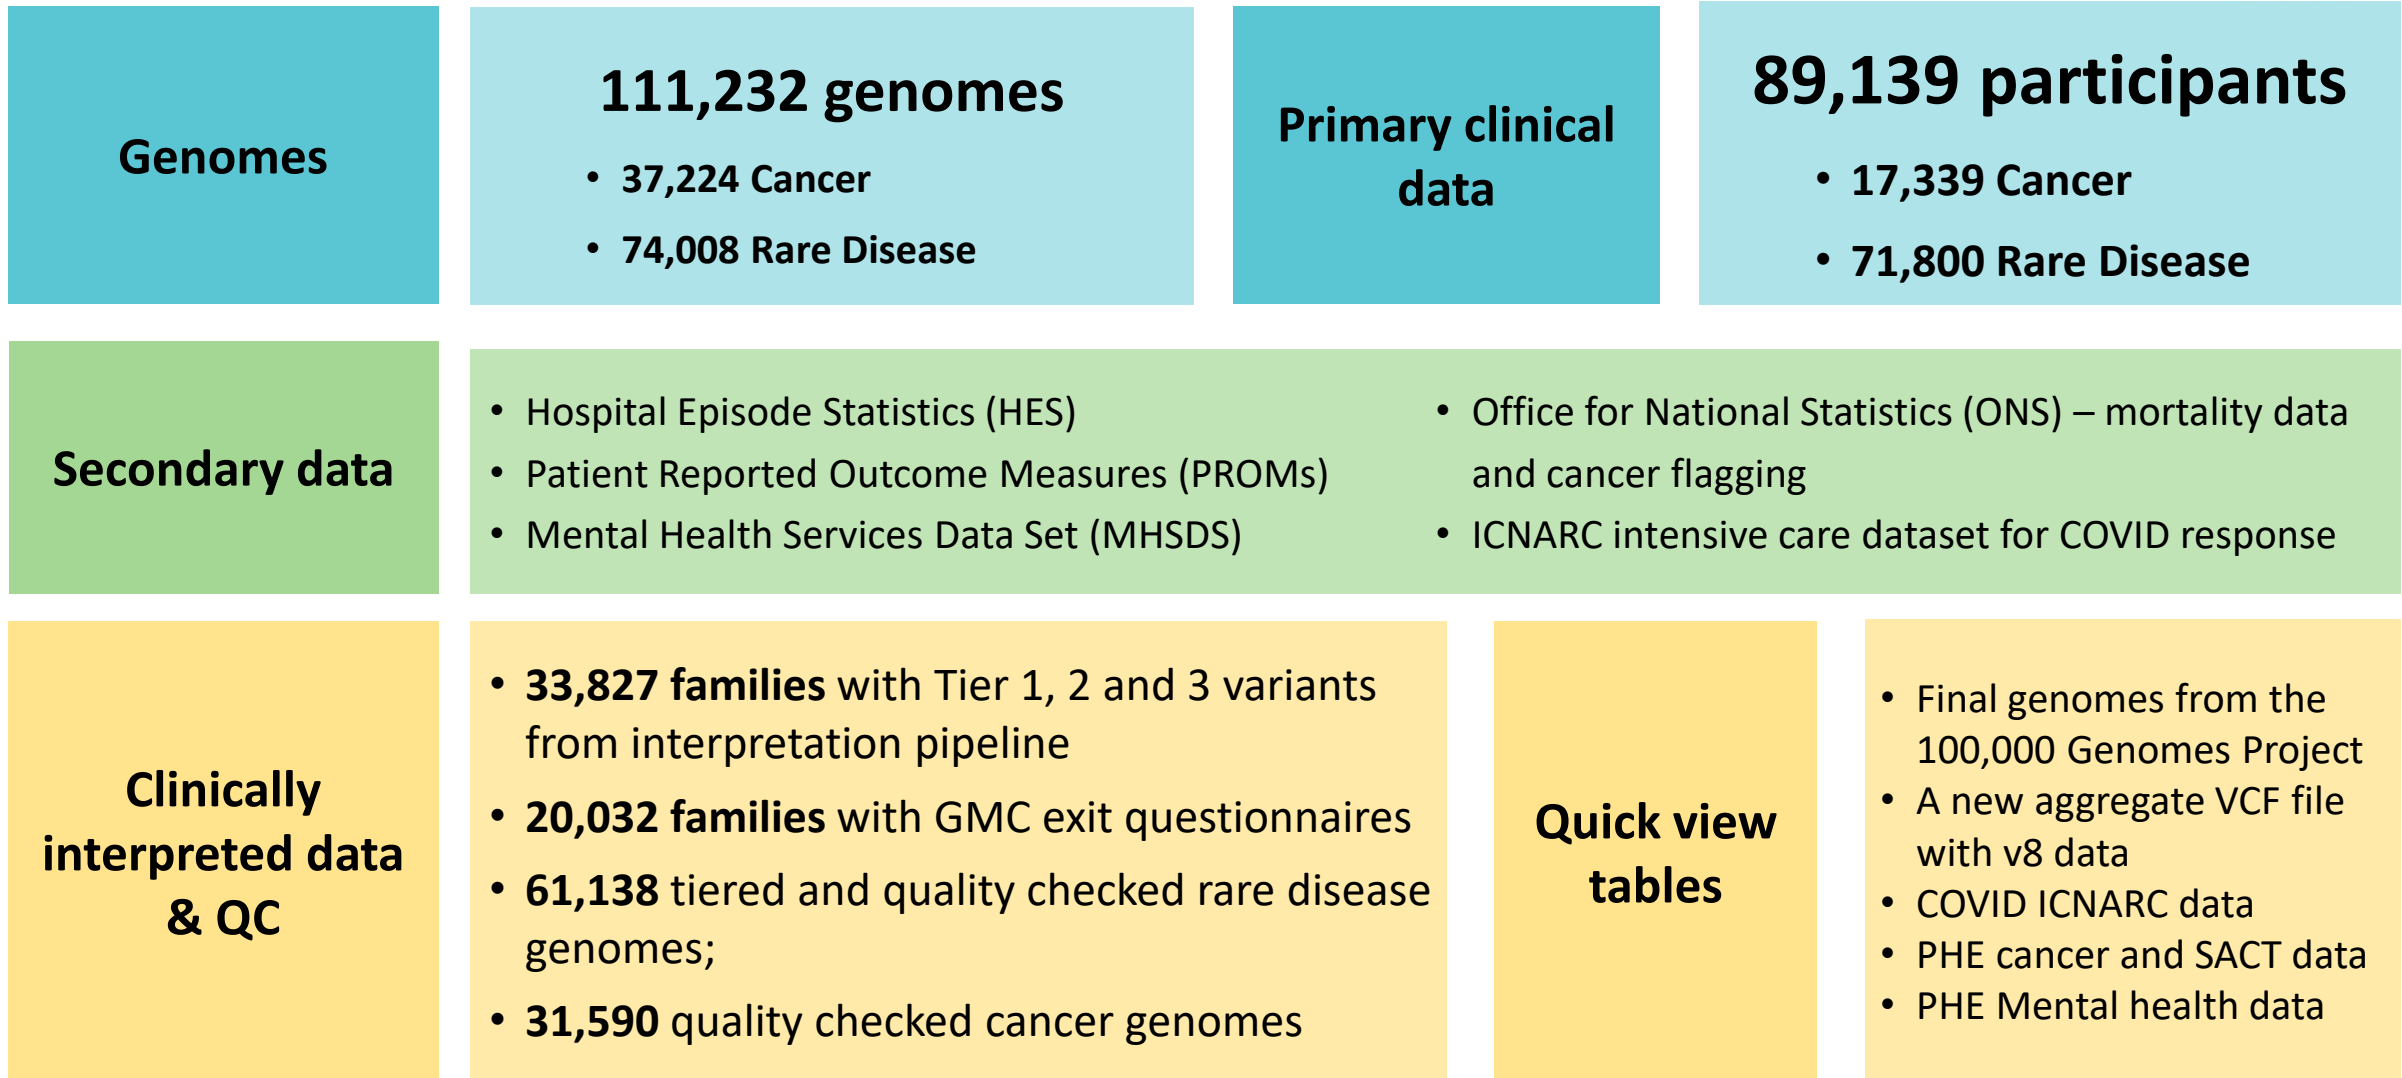 Genomes
111,232 genomes
• 37,224 Cancer
• 74,008 Rare Disease
Primary clinical
data
89,139 participants
• 17,339 Cancer
• 71,800 Rare Disease
Secondary data
• Hospital Episode Statistics (HES)
• Patient Reported Outcome Measures (PROMs)
• Mental Health Services Data Set (MHSDS)
• Office for National Statistics (ONS) – mortality data
and cancer flagging
• ICNARC intensive care dataset for COVID response
Clinically
interpreted data
& QC
• 33,827 families with Tier 1, 2 and 3 variants
from interpretation pipeline
• 20,032 families with GMC exit questionnaires
• 61,138 tiered and quality checked rare disease
genomes;
• 31,590 quality checked cancer genomes
Quick view
tables
• Final genomes from the
100,000 Genomes Project
• A new aggregate VCF file
with v8 data
• COVID ICNARC data
• PHE cancer and SACT data
• PHE Mental health data